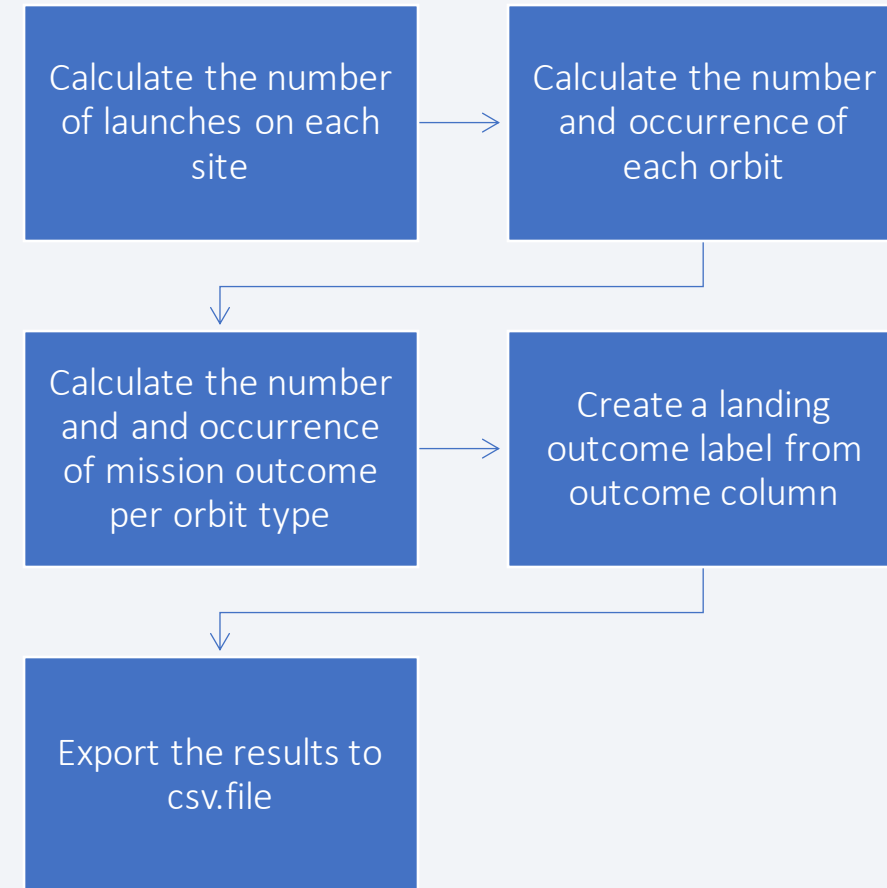 Calculate the number
of launches on each
site
Calculate the number
and occurrence of
each orbit
Calculate the number
and and occurrence
of mission outcome
per orbit type
Create a landing
outcome label from
outcome column
Export the results to
csv.file